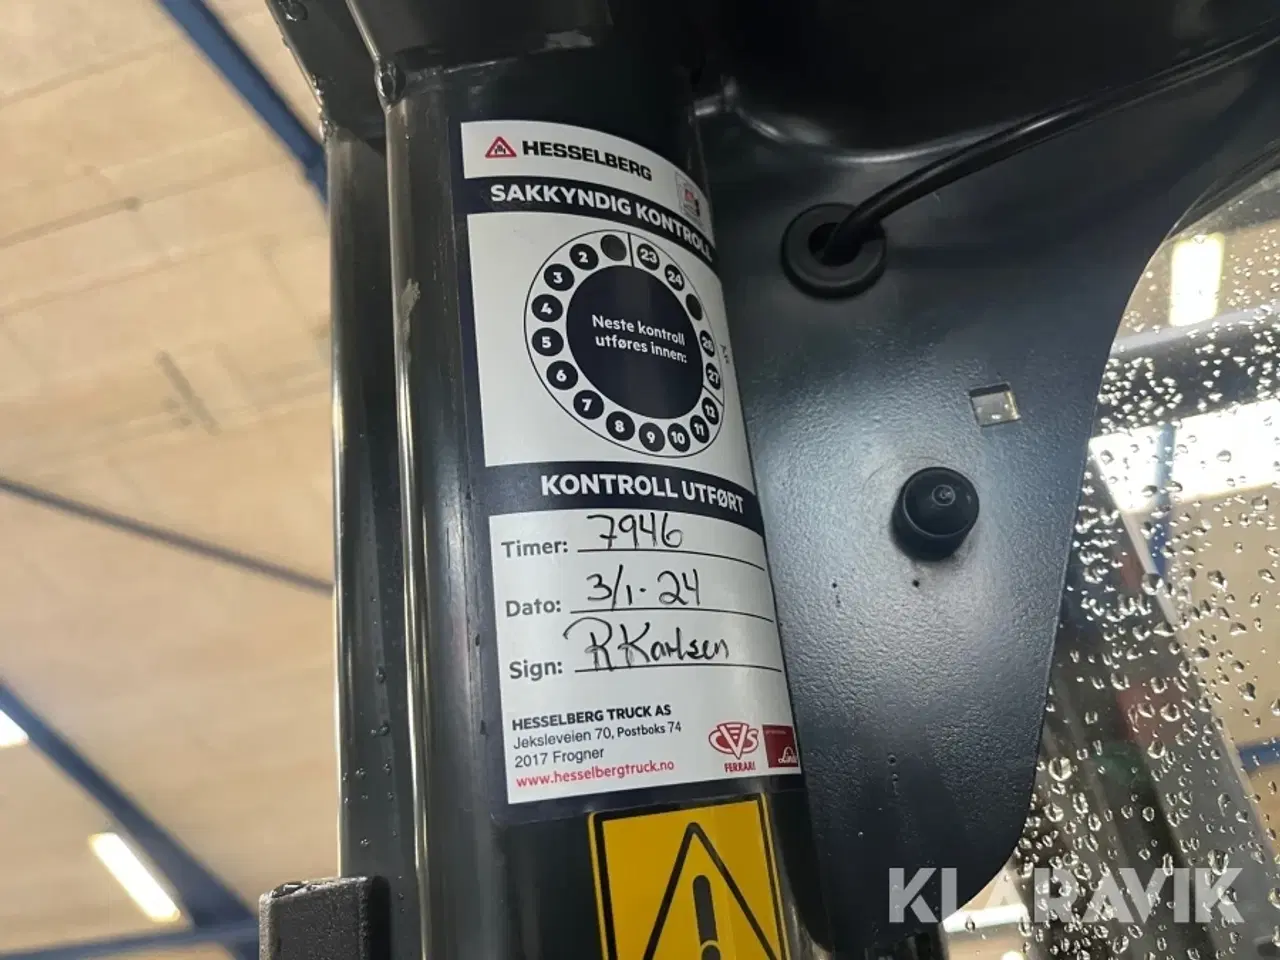 HESSELBERG
SAKKYNDIG KONTROLL
23
24
26
27
12
11
10
9
8
7
6
5
4
3
2
Neste kontroll
utføres innen:
KONTROLL UTFØRT
Timer: 7946
Dato: 3/1-24
Sign: R Karlsen
HESSELBERG TRUCK AS
Jeksleveien 70, Postboks 74
2017 Frogner
www.hesselbergtruck.no
CVS
FERRARI
Linde
KLARAVIK